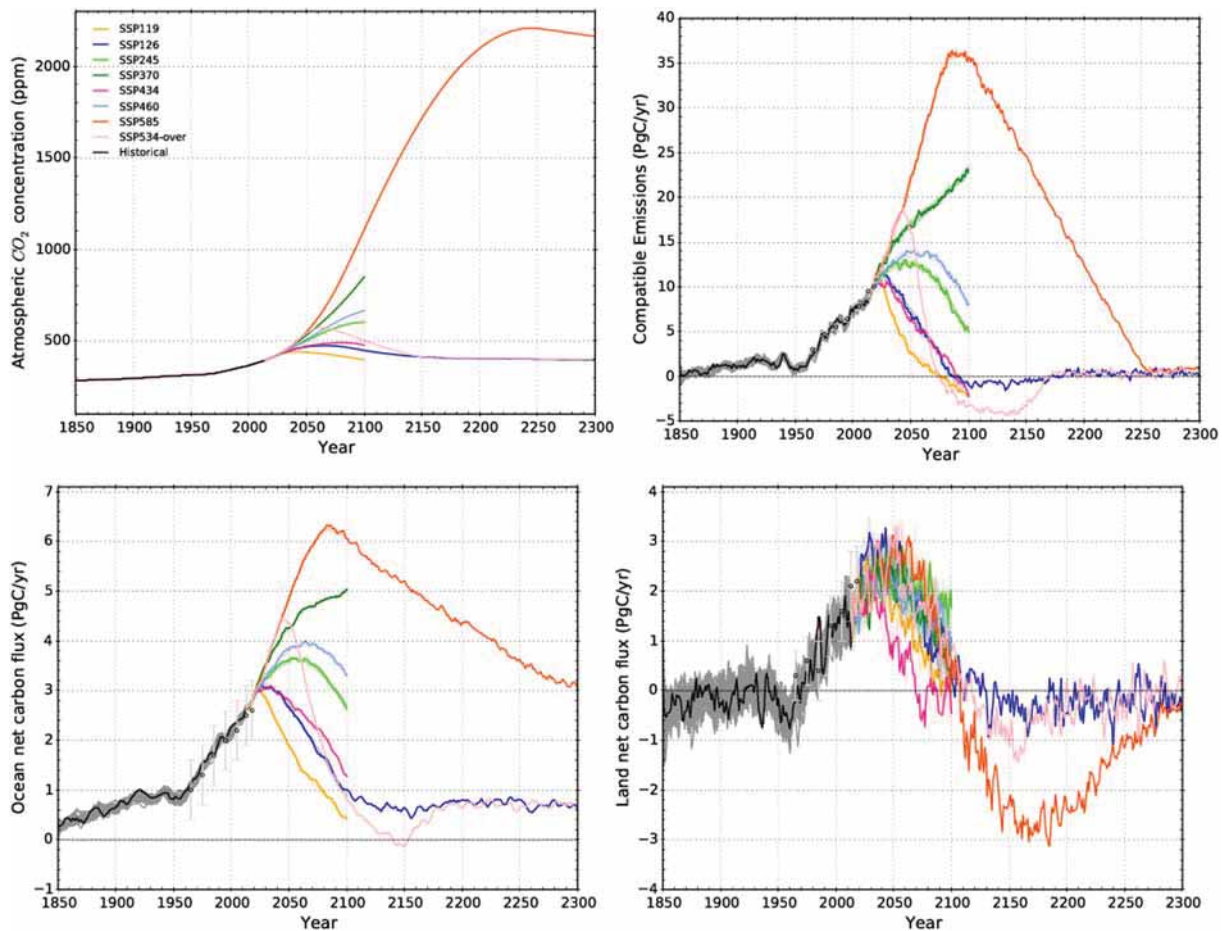 Atmospheric CO2 concentration (ppm)
2000
1500
1000
500
SSP119
SSP126
SSP245
SSP370
SSP434
SSP460
SSP585
SSP534-over
Historical
1850 1900 1950 2000 2050 2100 2150 2200 2250 2300
Year
Compatible Emissions (PgC/yr)
40
35
30
25
20
15
10
5
0
−5
1850 1900 1950 2000 2050 2100 2150 2200 2250 2300
Year
Ocean net carbon flux (PgC/yr)
7
6
5
4
3
2
1
0
−1
1850 1900 1950 2000 2050 2100 2150 2200 2250 2300
Year
Land net carbon flux (PgC/yr)
4
3
2
1
0
−1
−2
−3
−4
1850 1900 1950 2000 2050 2100 2150 2200 2250 2300
Year